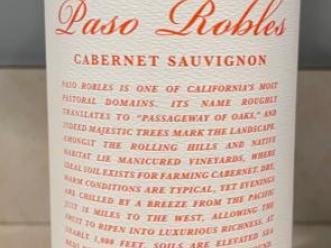 Paso Robles
CABERNET SAUVIGNON
PASO ROBLES IS ONE OF CALIFORNIA'S MOST
PASTORAL DOMAINS. ITS NAME ROUGHLY
TRANSLATES TO "PASSAGEWAY OF OAKS," AND
INDEED MAJESTIC TREES MARK THE LANDSCAPE.
AMONGST THE ROLLING HILLS AND NATIVE
HABITAT LIE MANICURED VINEYARDS, WHERE
IDEAL SOIL EXISTS FOR FARMING CABERNET. DRY,
WARM CONDITIONS ARE TYPICAL, YET EVENINGS
ARE CHILLED BY A BREEZE FROM THE PACIFIC
JUST 18 MILES TO THE WEST, ALLOWING THE
FRUIT TO RIPEN INTO LUXURIOUS RICHNESS. AT
NEARLY 1,000 FEET, SOILS ARE ELEVATED SEA